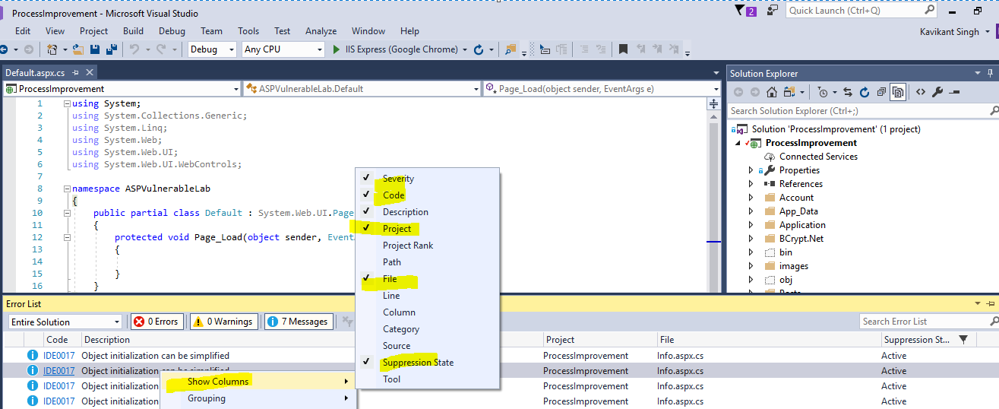 ProcessImprovement - Microsoft Visual Studio
2
Quick Launch (Ctrl+Q)
Edit View Project Build Debug Team Tools Test Analyze Window Help
Kavikant Singh
Debug Any CPU IIS Express (Google Chrome)
Default.aspx.cs
ProcessImprovement ASPVulnerableLab.Default Page_Load(object sender, EventArgs e)
1 using System;
2 using System.Collections.Generic;
3 using System.Linq;
4 using System.Web;
5 using System.Web.UI;
6 using System.Web.UI.WebControls;
7
8 namespace ASPVulnerableLab
9 {
10 public partial class Default : System.Web.UI.Page
11 {
12 protected void Page_Load(object sender,
13 {
14
15 }
16 }
Severity
Code
Description
Project
Project Rank
Path
File
Line
Column
Category
Source
Suppression State
Tool
Solution Explorer
Search Solution Explorer (Ctrl+;)
Solution 'ProcessImprovement' (1 project)
ProcessImprovement
Connected Services
Properties
References
Account
App_Data
Application
BCrypt.Net
bin
images
obj
Error List
Entire Solution 0 Errors 0 Warnings 7 Messages
Search Error List
Code Description Project File Suppression St...
IDE0017 Object initialization can be simplified ProcessImprovement Info.aspx.cs Active
IDE0017 Object initialization can be simplified ProcessImprovement Info.aspx.cs Active
IDE0017 Object ProcessImprovement Info.aspx.cs Active
IDE0017 Object ProcessImprovement Info.aspx.cs Active
Show Columns
Grouping